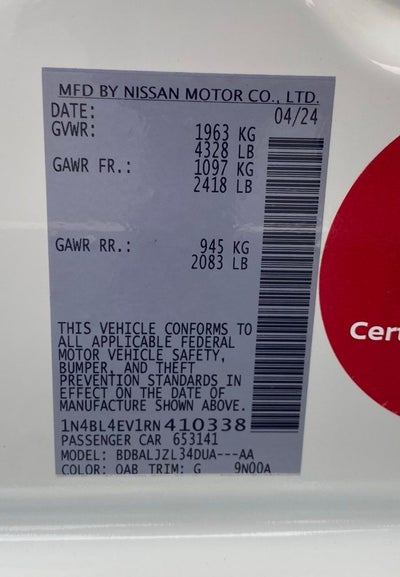 MFD BY NISSAN MOTOR CO., LTD.
DATE: 04/24
GVWR: 1963 KG
4328 LB
GAWR FR.: 1097 KG
2418 LB
GAWR RR.: 945 KG
2083 LB
THIS VEHICLE CONFORMS TO
ALL APPLICABLE FEDERAL
MOTOR VEHICLE SAFETY,
BUMPER, AND THEFT
PREVENTION STANDARDS IN
EFFECT ON THE DATE OF
MANUFACTURE SHOWN ABOVE.
1N4BL4EV1RN410338
PASSENGER CAR 653141
MODEL: BDBALJZL34DUA---AA
COLOR: QAB TRIM: G 9N00A
Cert